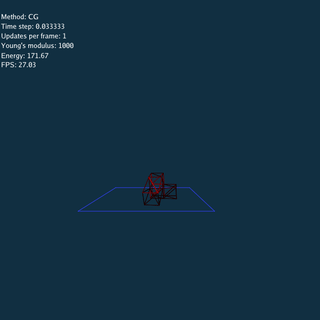 Method: CG
Time step: 0.033333
Updates per frame: 1
Young's modulus: 1000
Energy: 171.67
FPS: 27.03